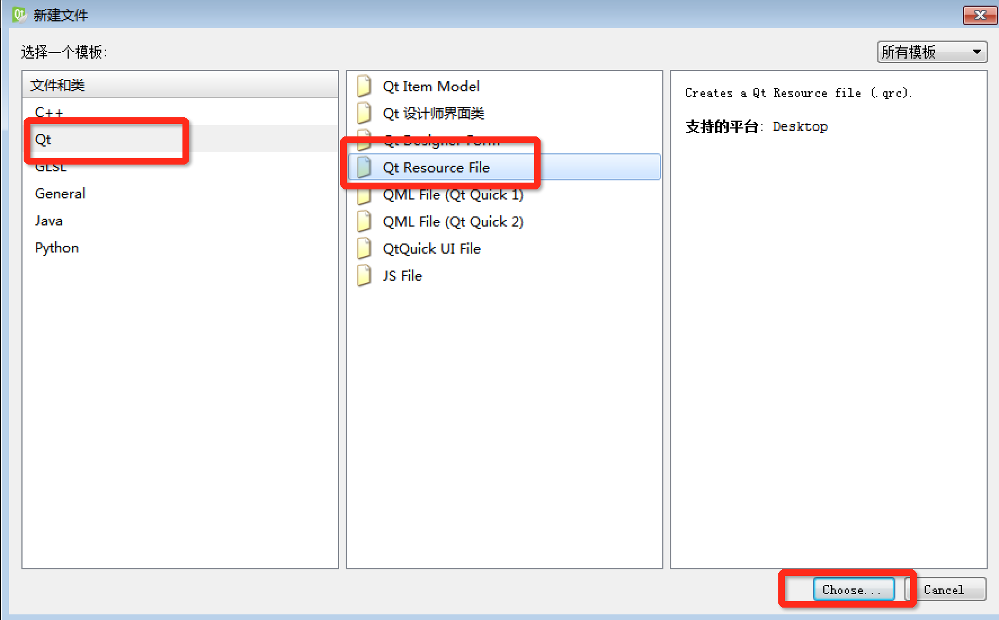 新建文件
选择一个模板:
所有模板
文件和类
C++
Qt
GLSL
General
Java
Python
Qt Item Model
Qt 设计师界面类
Qt Designer Form
Qt Resource File
QML File (Qt Quick 1)
QML File (Qt Quick 2)
QtQuick UI File
JS File
Creates a Qt Resource file (.qrc).
支持的平台: Desktop
Choose...
Cancel